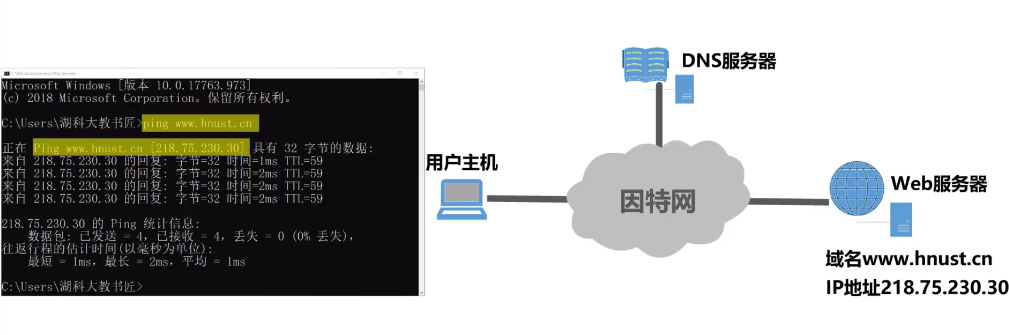 Microsoft Windows [版本 10.0.17763.973]
(c) 2018 Microsoft Corporation。保留所有权利。
C:\Users\湖科大教书匠>ping www.hnust.cn
正在 Ping www.hnust.cn [218.75.230.30] 具有 32 字节的数据:
来自 218.75.230.30 的回复: 字节=32 时间=1ms TTL=59
来自 218.75.230.30 的回复: 字节=32 时间=2ms TTL=59
来自 218.75.230.30 的回复: 字节=32 时间=2ms TTL=59
来自 218.75.230.30 的回复: 字节=32 时间=2ms TTL=59
218.75.230.30 的 Ping 统计信息:
数据包: 已发送 = 4, 已接收 = 4, 丢失 = 0 (0% 丢失),
往返行程的估计时间(以毫秒为单位):
最短 = 1ms, 最长 = 2ms, 平均 = 1ms
C:\Users\湖科大教书匠>
DNS服务器
用户主机
因特网
Web服务器
域名www.hnust.cn
IP地址218.75.230.30